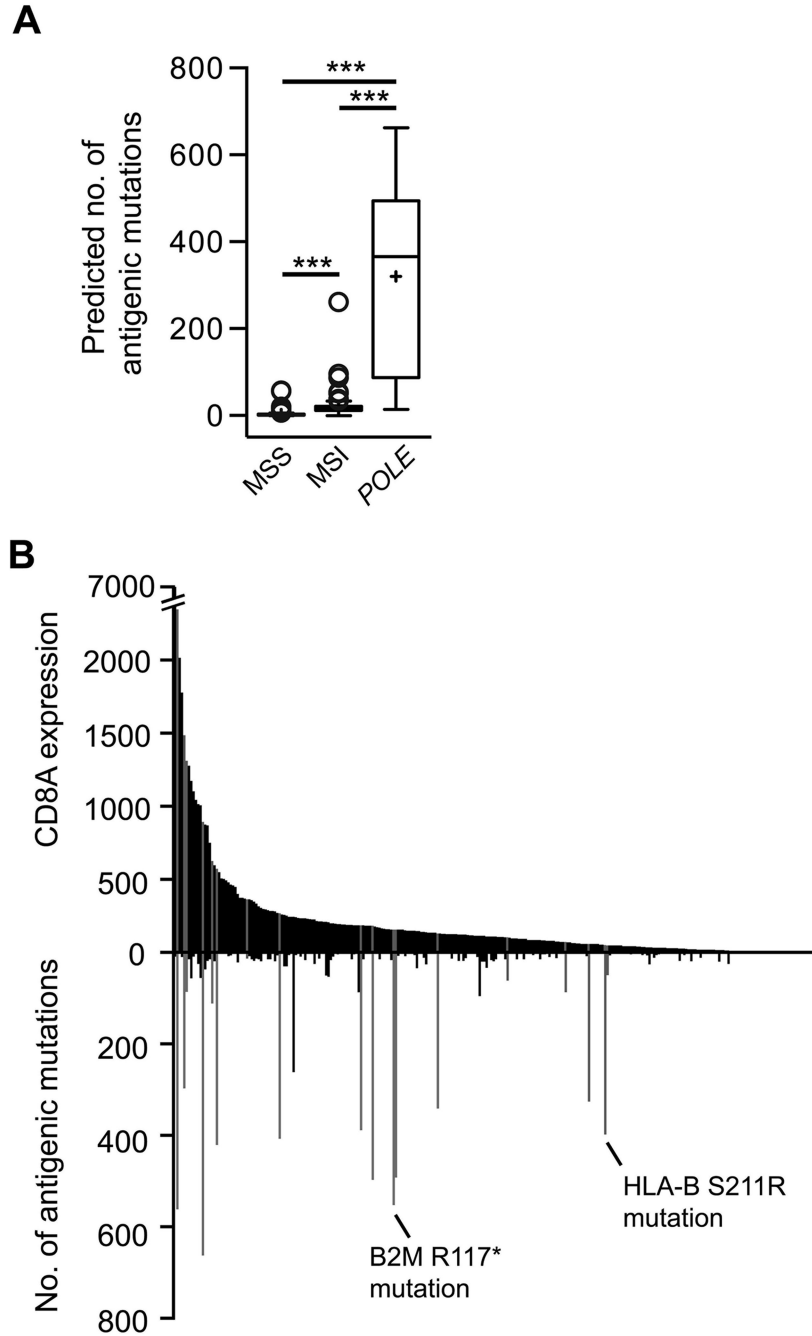 A
800
600
400
200
0
Predicted no. of
antigenic mutations
***
***
***
MSS
MSI
POLE
B
7000
2000
1500
1000
500
0
200
400
600
800
CD8A expression
No. of antigenic mutations
HLA-B S211R
mutation
B2M R117*
mutation